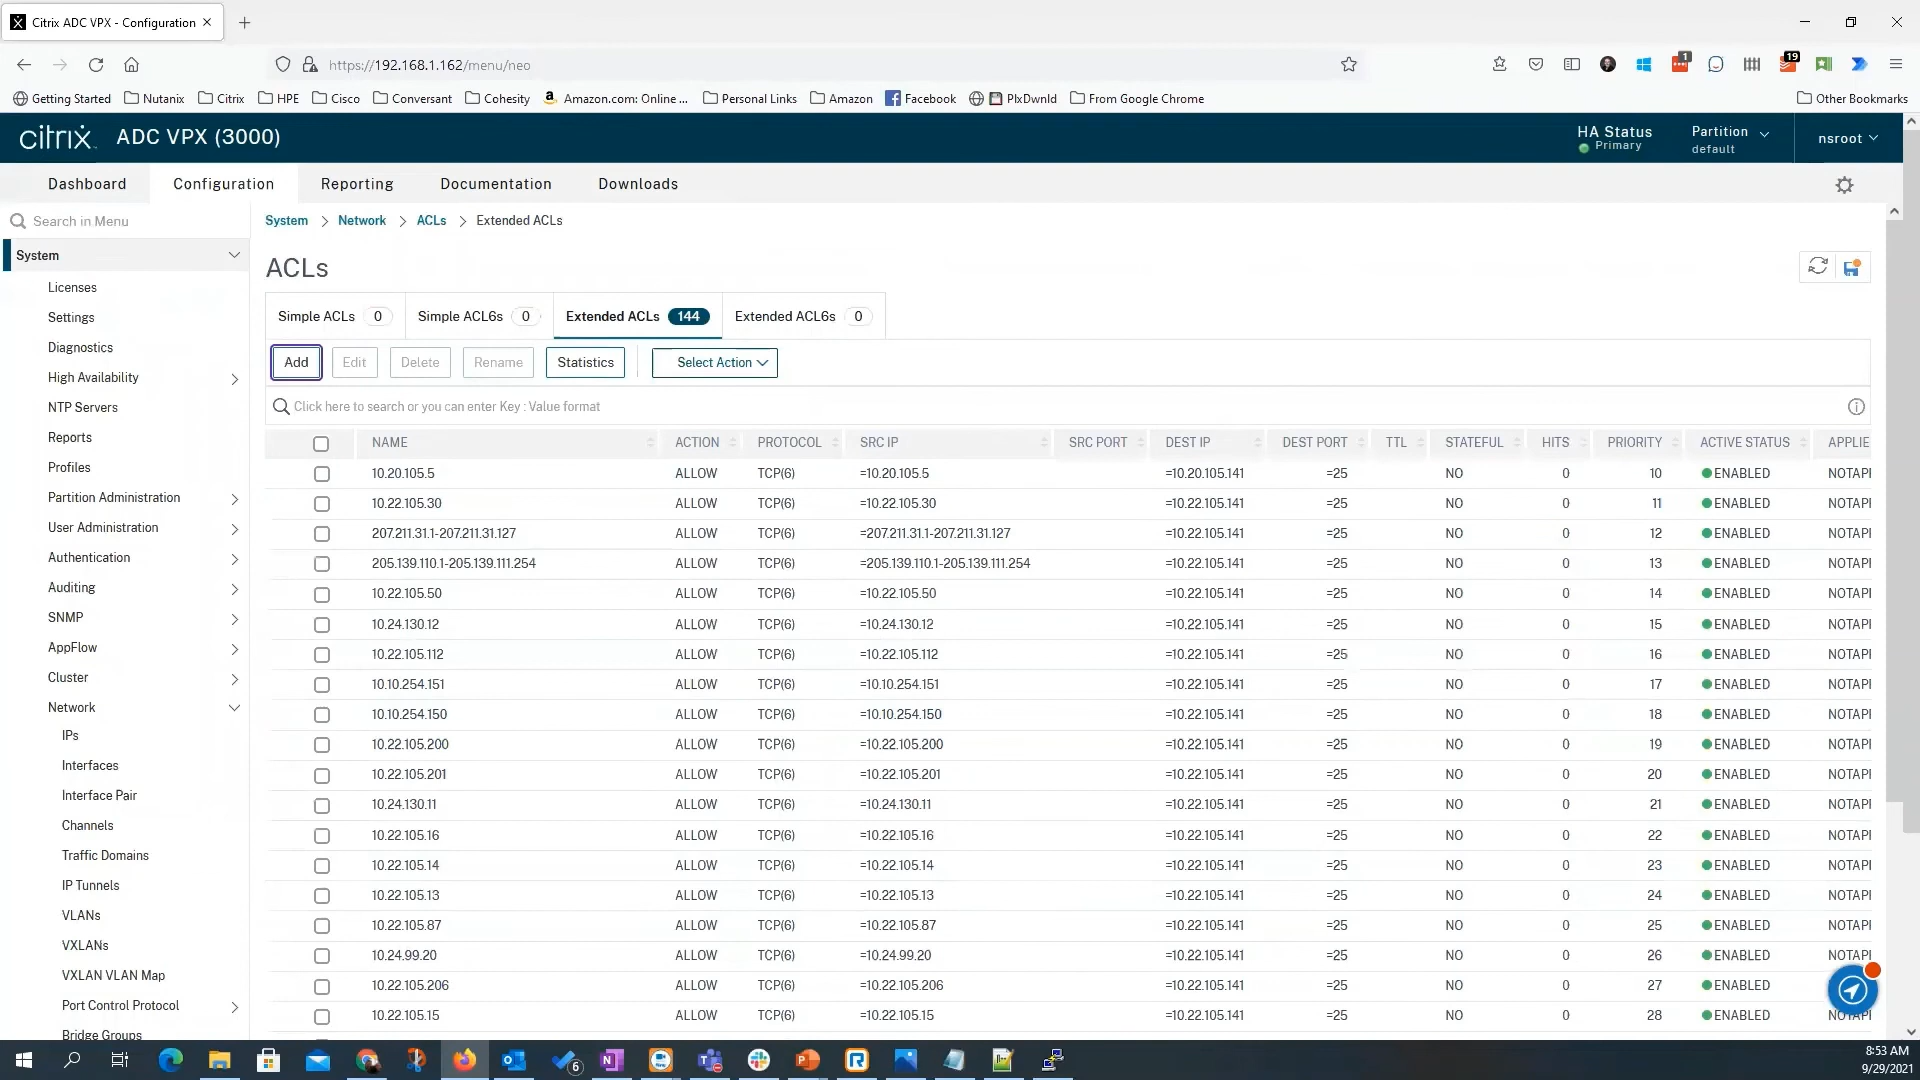 Citrix ADC VPX - Configuration
https://192.168.1.162/menu/neo
1
19
Getting Started Nutanix Citrix HPE Cisco Conversant Cohesity Amazon.com: Online ... Personal Links Amazon Facebook PlxDwnld From Google Chrome Other Bookmarks
citrix ADC VPX (3000)
HA Status
Primary
Partition
default
nsroot
Dashboard Configuration Reporting Documentation Downloads
Search in Menu
System
Licenses
Settings
Diagnostics
High Availability
NTP Servers
Reports
Profiles
Partition Administration
User Administration
Authentication
Auditing
SNMP
AppFlow
Cluster
Network
IPs
Interfaces
Interface Pair
Channels
Traffic Domains
IP Tunnels
VLANs
VXLANs
VXLAN VLAN Map
Port Control Protocol
Bridge Groups
System Network ACLs Extended ACLs
ACLs
Simple ACLs 0 Simple ACL6s 0 Extended ACLs 144 Extended ACL6s 0
Add Edit Delete Rename Statistics Select Action
Click here to search or you can enter Key : Value format
NAME ACTION PROTOCOL SRC IP SRC PORT DEST IP DEST PORT TTL STATEFUL HITS PRIORITY ACTIVE STATUS APPLIE
10.20.105.5 ALLOW TCP(6) =10.20.105.5 =10.20.105.141 =25 NO 0 10 ENABLED NOTAPI
10.22.105.30 ALLOW TCP(6) =10.22.105.30 =10.22.105.141 =25 NO 0 11 ENABLED NOTAPI
207.211.31.1-207.211.31.127 ALLOW TCP(6) =207.211.31.1-207.211.31.127 =10.22.105.141 =25 NO 0 12 ENABLED NOTAPI
205.139.110.1-205.139.111.254 ALLOW TCP(6) =205.139.110.1-205.139.111.254 =10.22.105.141 =25 NO 0 13 ENABLED NOTAPI
10.22.105.50 ALLOW TCP(6) =10.22.105.50 =10.22.105.141 =25 NO 0 14 ENABLED NOTAPI
10.24.130.12 ALLOW TCP(6) =10.24.130.12 =10.22.105.141 =25 NO 0 15 ENABLED NOTAPI
10.22.105.112 ALLOW TCP(6) =10.22.105.112 =10.22.105.141 =25 NO 0 16 ENABLED NOTAPI
10.10.254.151 ALLOW TCP(6) =10.10.254.151 =10.22.105.141 =25 NO 0 17 ENABLED NOTAPI
10.10.254.150 ALLOW TCP(6) =10.10.254.150 =10.22.105.141 =25 NO 0 18 ENABLED NOTAPI
10.22.105.200 ALLOW TCP(6) =10.22.105.200 =10.22.105.141 =25 NO 0 19 ENABLED NOTAPI
10.22.105.201 ALLOW TCP(6) =10.22.105.201 =10.22.105.141 =25 NO 0 20 ENABLED NOTAPI
10.24.130.11 ALLOW TCP(6) =10.24.130.11 =10.22.105.141 =25 NO 0 21 ENABLED NOTAPI
10.22.105.16 ALLOW TCP(6) =10.22.105.16 =10.22.105.141 =25 NO 0 22 ENABLED NOTAPI
10.22.105.14 ALLOW TCP(6) =10.22.105.14 =10.22.105.141 =25 NO 0 23 ENABLED NOTAPI
10.22.105.13 ALLOW TCP(6) =10.22.105.13 =10.22.105.141 =25 NO 0 24 ENABLED NOTAPI
10.22.105.87 ALLOW TCP(6) =10.22.105.87 =10.22.105.141 =25 NO 0 25 ENABLED NOTAPI
10.24.99.20 ALLOW TCP(6) =10.24.99.20 =10.22.105.141 =25 NO 0 26 ENABLED NOTAPI
10.22.105.206 ALLOW TCP(6) =10.22.105.206 =10.22.105.141 =25 NO 0 27 ENABLED NOTAPI
10.22.105.15 ALLOW TCP(6) =10.22.105.15 =10.22.105.141 =25 NO 0 28 ENABLED NOTAPI
6
8:53 AM
9/29/2021